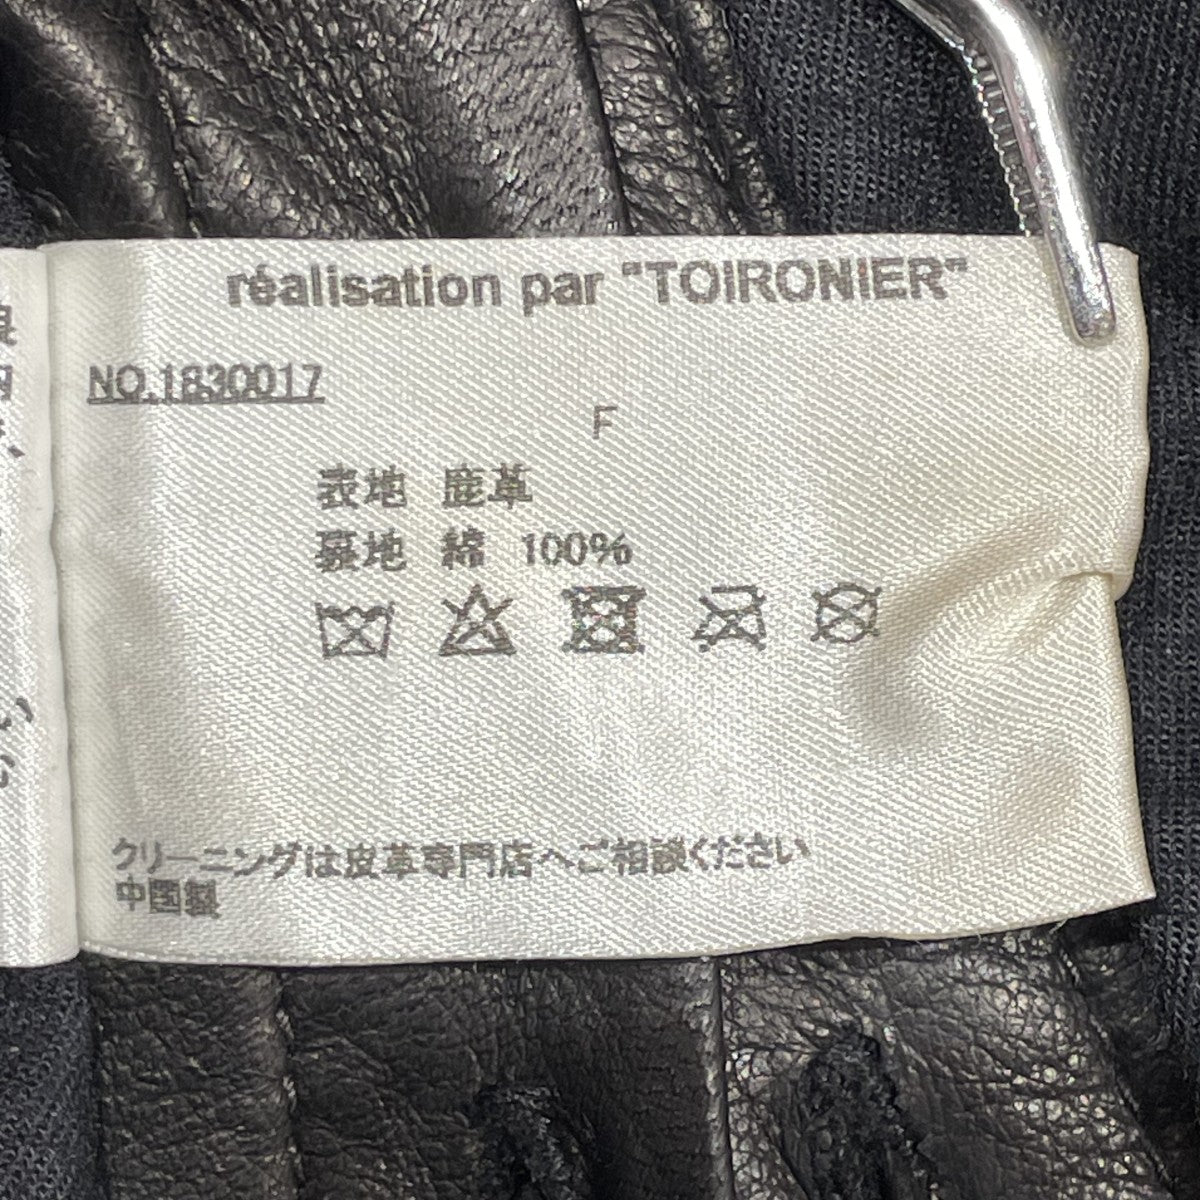 réalisation par "TOIRONIER"
NO.1830017
F
表地 鹿革
裏地 綿 100%
クリーニングは皮革専門店へご相談ください
中国製